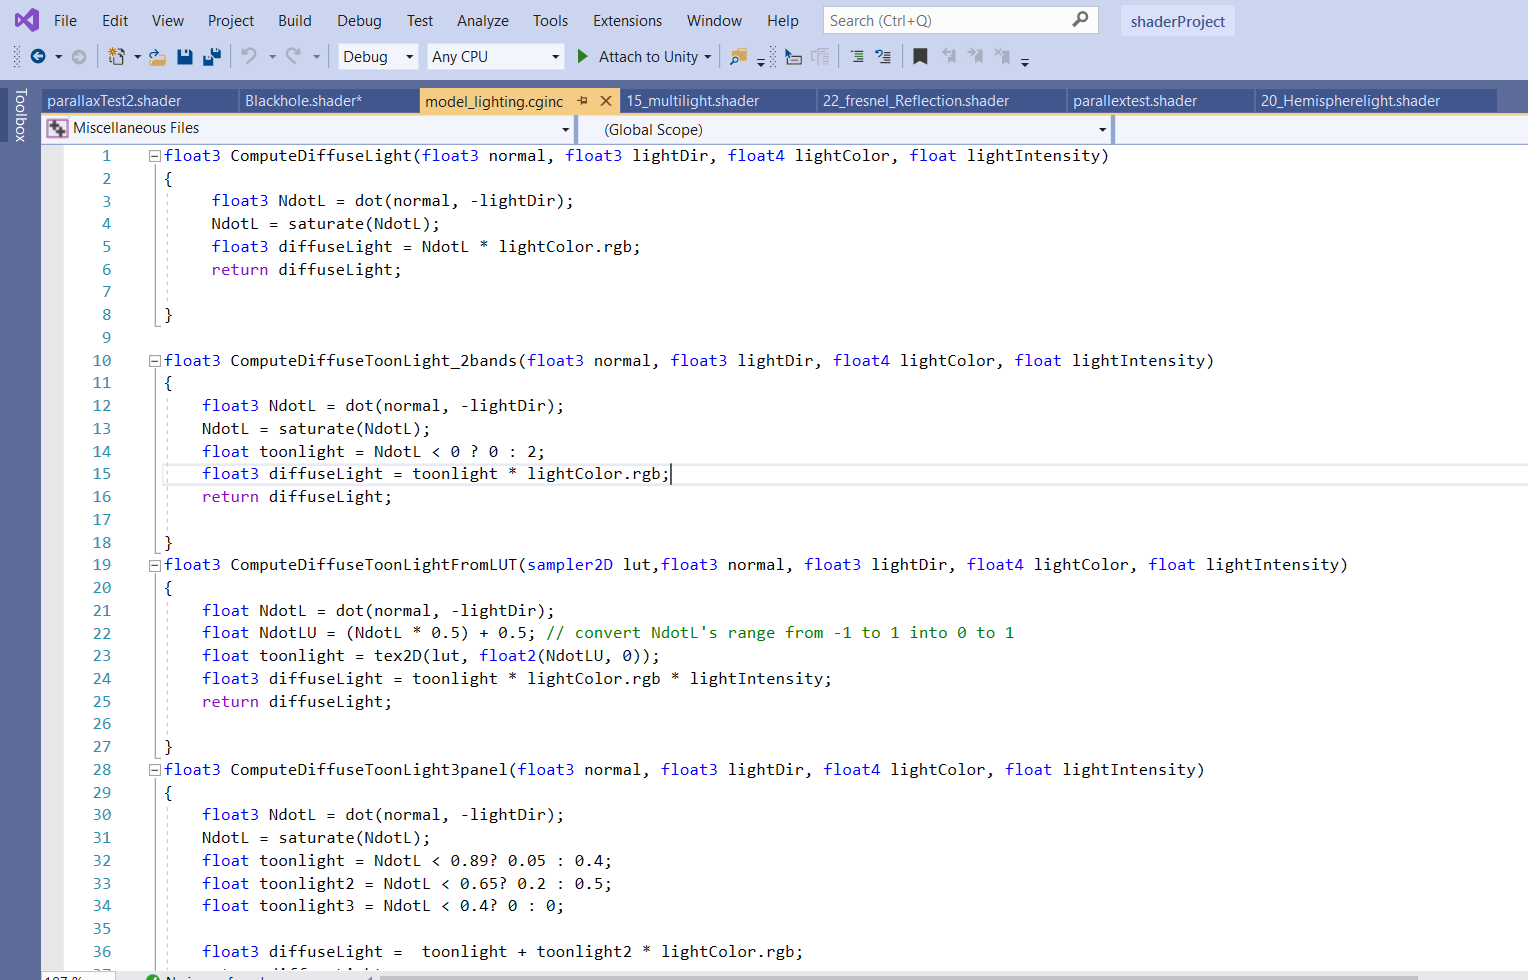 File Edit View Project Build Debug Test Analyze Tools Extensions Window Help Search (Ctrl+Q) shaderProject
Debug Any CPU Attach to Unity
Toolbox
parallaxTest2.shader Blackhole.shader* model_lighting.cginc 15_multilight.shader 22_fresnel_Reflection.shader parallextest.shader 20_Hemispherelight.shader
Miscellaneous Files (Global Scope)
1 float3 ComputeDiffuseLight(float3 normal, float3 lightDir, float4 lightColor, float lightIntensity)
2 {
3 float3 NdotL = dot(normal, -lightDir);
4 NdotL = saturate(NdotL);
5 float3 diffuseLight = NdotL * lightColor.rgb;
6 return diffuseLight;
7
8 }
9
10 float3 ComputeDiffuseToonLight_2bands(float3 normal, float3 lightDir, float4 lightColor, float lightIntensity)
11 {
12 float3 NdotL = dot(normal, -lightDir);
13 NdotL = saturate(NdotL);
14 float toonlight = NdotL < 0 ? 0 : 2;
15 float3 diffuseLight = toonlight * lightColor.rgb;
16 return diffuseLight;
17
18 }
19 float3 ComputeDiffuseToonLightFromLUT(sampler2D lut,float3 normal, float3 lightDir, float4 lightColor, float lightIntensity)
20 {
21 float NdotL = dot(normal, -lightDir);
22 float NdotLU = (NdotL * 0.5) + 0.5; // convert NdotL's range from -1 to 1 into 0 to 1
23 float toonlight = tex2D(lut, float2(NdotLU, 0));
24 float3 diffuseLight = toonlight * lightColor.rgb * lightIntensity;
25 return diffuseLight;
26
27 }
28 float3 ComputeDiffuseToonLight3panel(float3 normal, float3 lightDir, float4 lightColor, float lightIntensity)
29 {
30 float3 NdotL = dot(normal, -lightDir);
31 NdotL = saturate(NdotL);
32 float toonlight = NdotL < 0.89? 0.05 : 0.4;
33 float toonlight2 = NdotL < 0.65? 0.2 : 0.5;
34 float toonlight3 = NdotL < 0.4? 0 : 0;
35
36 float3 diffuseLight =  toonlight + toonlight2 * lightColor.rgb;